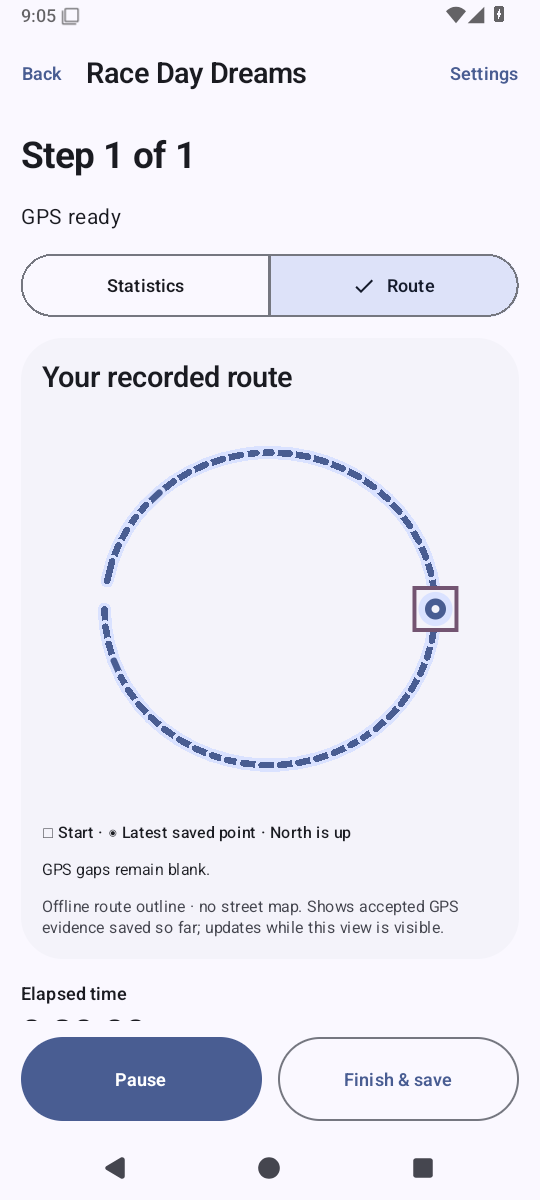 9:05
Back Race Day Dreams Settings
Step 1 of 1
GPS ready
Statistics Route
Your recorded route
□ Start · ◉ Latest saved point · North is up
GPS gaps remain blank.
Offline route outline · no street map. Shows accepted GPS
evidence saved so far; updates while this view is visible.
Elapsed time
Pause Finish & save